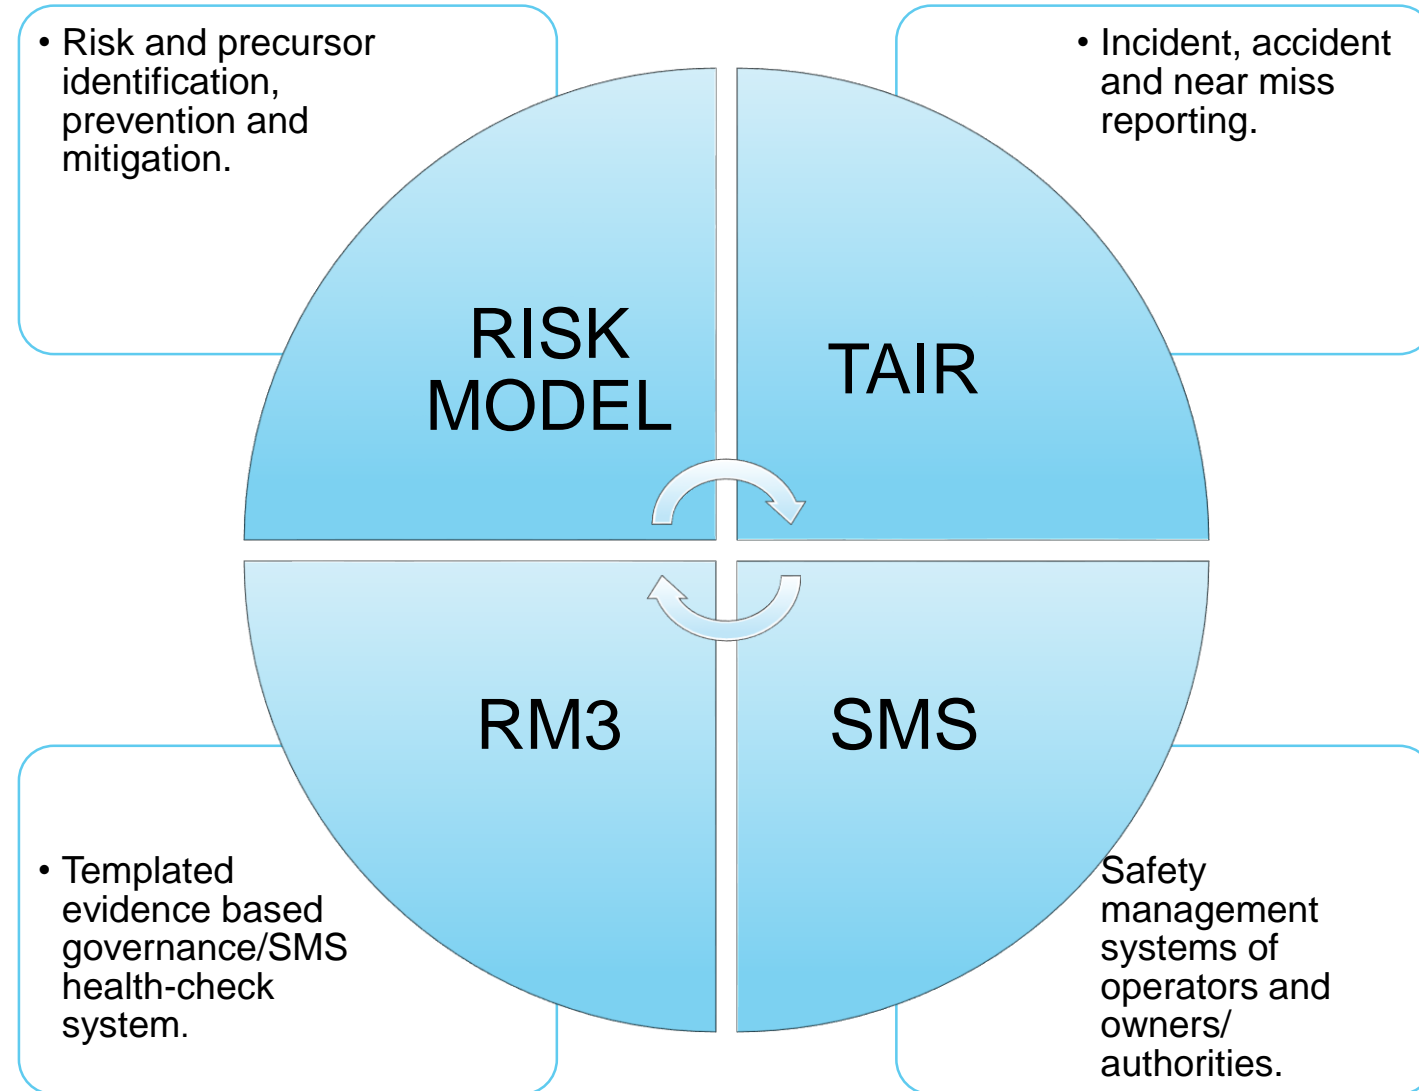 • Risk and precursor
identification,
prevention and
mitigation.
• Incident, accident
and near miss
reporting.
RISK
MODEL
TAIR
RM3
SMS
• Templated
evidence based
governance/SMS
health-check
system.
Safety
management
systems of
operators and
owners/
authorities.